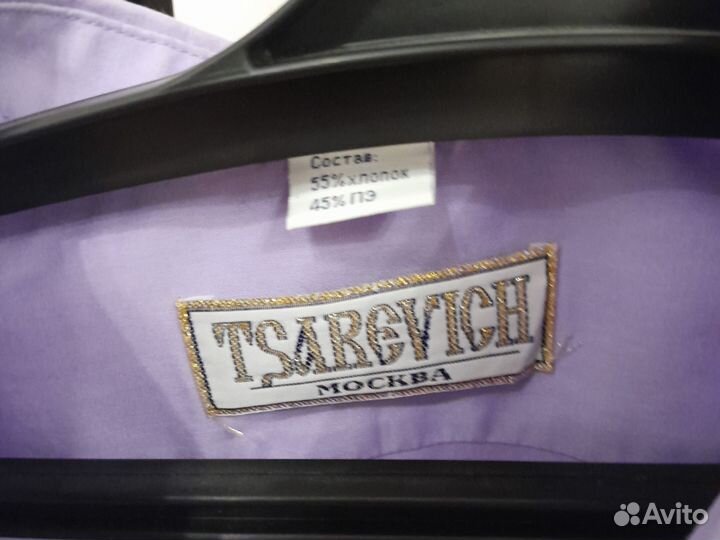 Состав:
55% хлопок
45% ПЭ
TSAREVICH
МОСКВА
Avito